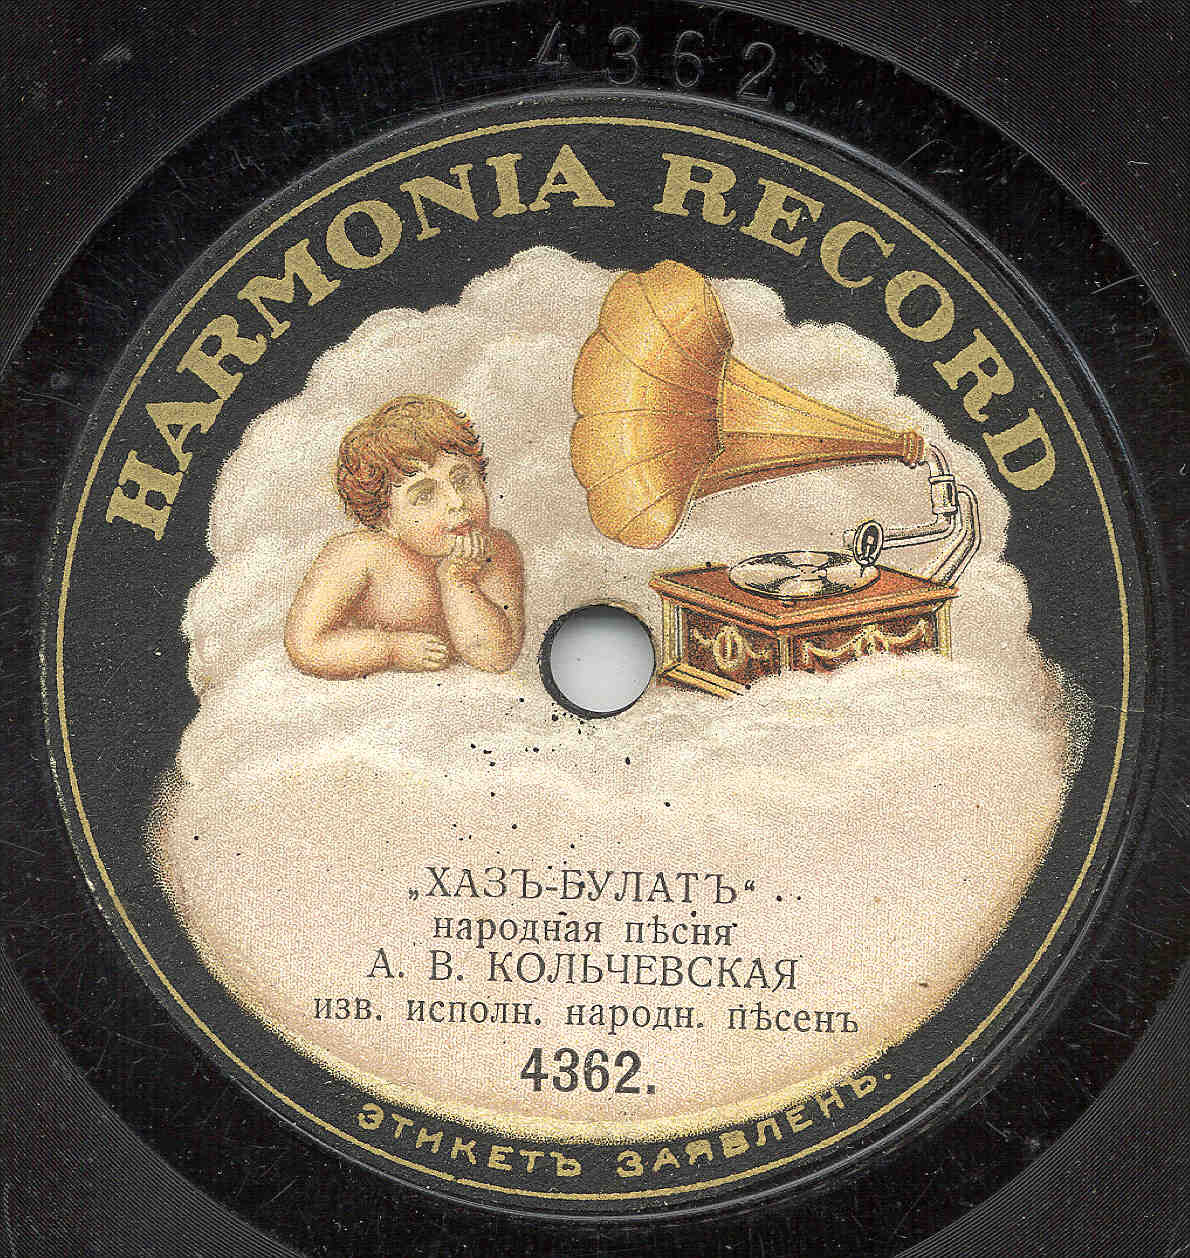 4362.
HARMONIA RECORD
„ХАЗЪ-БУЛАТЪ“
народная пѣсня
А. В. КОЛЬЧЕВСКАЯ
изв. исполн. народн. пѣсенъ
4362.
ЭТИКЕТЪ ЗАЯВЛЕНЪ.